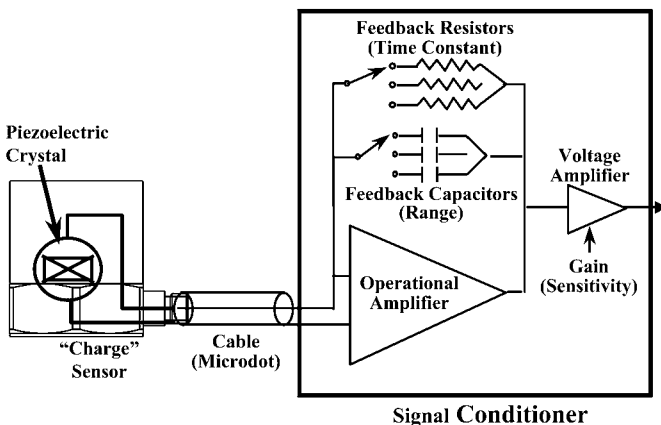 Feedback Resistors
(Time Constant)
Piezoelectric
Crystal
Voltage
Amplifier
Feedback Capacitors
(Range)
Operational
Amplifier
Gain
(Sensitivity)
“Charge”
Sensor
Cable
(Microdot)
Signal Conditioner